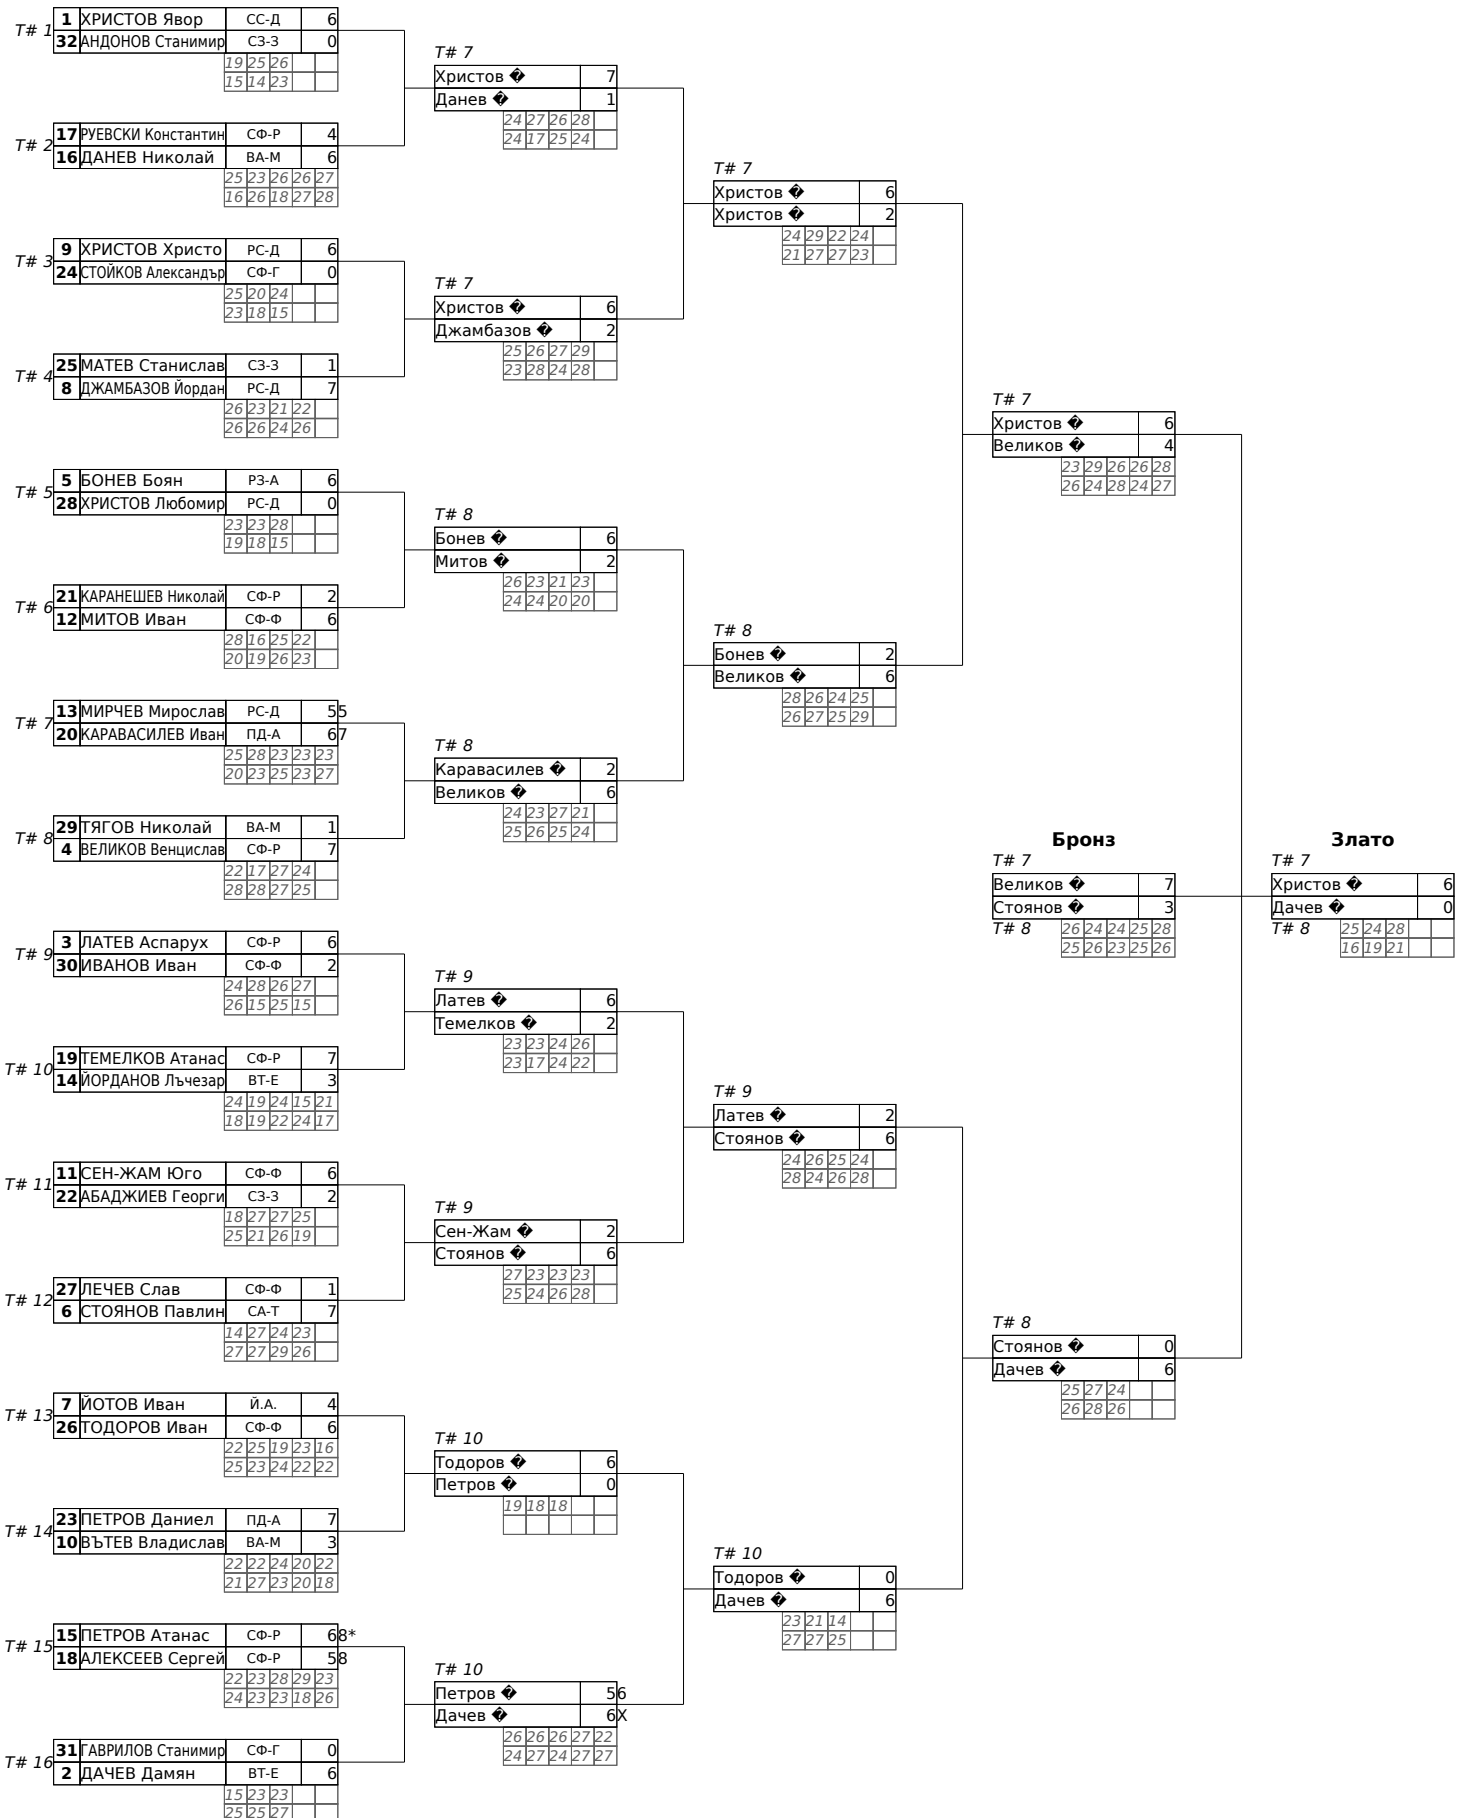 T# 1
1 ХРИСТОВ Явор СС-Д 6
32 АНДОНОВ Станимир СЗ-З 0
19 25 26
15 14 23
T# 2
17 РУЕВСКИ Константин СФ-Р 4
16 ДАНЕВ Николай ВА-М 6
25 23 26 26 27
16 26 18 27 28
T# 3
9 ХРИСТОВ Христо РС-Д 6
24 СТОЙКОВ Александър СФ-Г 0
25 20 24
23 18 15
T# 4
25 МАТЕВ Станислав СЗ-З 1
8 ДЖАМБАЗОВ Йордан РС-Д 7
26 23 21 22
26 26 24 26
T# 5
5 БОНЕВ Боян РЗ-А 6
28 ХРИСТОВ Любомир РС-Д 0
23 23 28
19 18 15
T# 6
21 КАРАНЕШЕВ Николай СФ-Р 2
12 МИТОВ Иван СФ-Ф 6
28 16 25 22
20 19 26 23
T# 7
13 МИРЧЕВ Мирослав РС-Д 55
20 КАРАВАСИЛЕВ Иван ПД-А 67
25 28 23 23 23
20 23 25 23 27
T# 8
29 ТЯГОВ Николай ВА-М 1
4 ВЕЛИКОВ Венцислав СФ-Р 7
22 17 27 24
28 28 27 25
T# 9
3 ЛАТЕВ Аспарух СФ-Р 6
30 ИВАНОВ Иван СФ-Ф 2
24 28 26 27
26 15 25 15
T# 10
19 ТЕМЕЛКОВ Атанас СФ-Р 7
14 ЙОРДАНОВ Лъчезар ВТ-Е 3
24 19 24 15 21
18 19 22 24 17
T# 11
11 СЕН-ЖАМ Юго СФ-Ф 6
22 АБАДЖИЕВ Георги СЗ-З 2
18 27 27 25
25 21 26 19
T# 12
27 ЛЕЧЕВ Слав СФ-Ф 1
6 СТОЯНОВ Павлин СА-Т 7
14 27 24 23
27 27 29 26
T# 13
7 ЙОТОВ Иван Й.А. 4
26 ТОДОРОВ Иван СФ-Ф 6
22 25 19 23 16
25 23 24 22 22
T# 14
23 ПЕТРОВ Даниел ПД-А 7
10 ВЪТЕВ Владислав ВА-М 3
22 22 24 20 22
21 27 23 20 18
T# 15
15 ПЕТРОВ Атанас СФ-Р 68*
18 АЛЕКСЕЕВ Сергей СФ-Р 58
22 23 28 29 23
24 23 23 18 26
T# 16
31 ГАВРИЛОВ Станимир СФ-Г 0
2 ДАЧЕВ Дамян ВТ-Е 6
15 23 23
25 25 27
T# 7
Христов � 7
Данев � 1
24 27 26 28
24 17 25 24
T# 7
Христов � 6
Джамбазов � 2
25 26 27 29
23 28 24 28
T# 8
Бонев � 6
Митов � 2
26 23 21 23
24 24 20 20
T# 8
Каравасилев � 2
Великов � 6
24 23 27 21
25 26 25 24
T# 9
Латев � 6
Темелков � 2
23 23 24 26
23 17 24 22
T# 9
Сен-Жам � 2
Стоянов � 6
27 23 23 23
25 24 26 28
T# 10
Тодоров � 6
Петров � 0
19 18 18
T# 10
Петров � 56
Дачев � 6X
26 26 26 27 22
24 27 24 27 27
T# 7
Христов � 6
Христов � 2
24 29 22 24
21 27 27 23
T# 8
Бонев � 2
Великов � 6
28 26 24 25
26 27 25 29
T# 9
Латев � 2
Стоянов � 6
24 26 25 24
28 24 26 28
T# 10
Тодоров � 0
Дачев � 6
23 21 14
27 27 25
T# 7
Христов � 6
Великов � 4
23 29 26 26 28
26 24 28 24 27
T# 8
Стоянов � 0
Дачев � 6
25 27 24
26 28 26
Бронз
T# 7
Великов � 7
Стоянов � 3
T# 8 26 24 24 25 28
25 26 23 25 26
Злато
T# 7
Христов � 6
Дачев � 0
T# 8 25 24 28
16 19 21